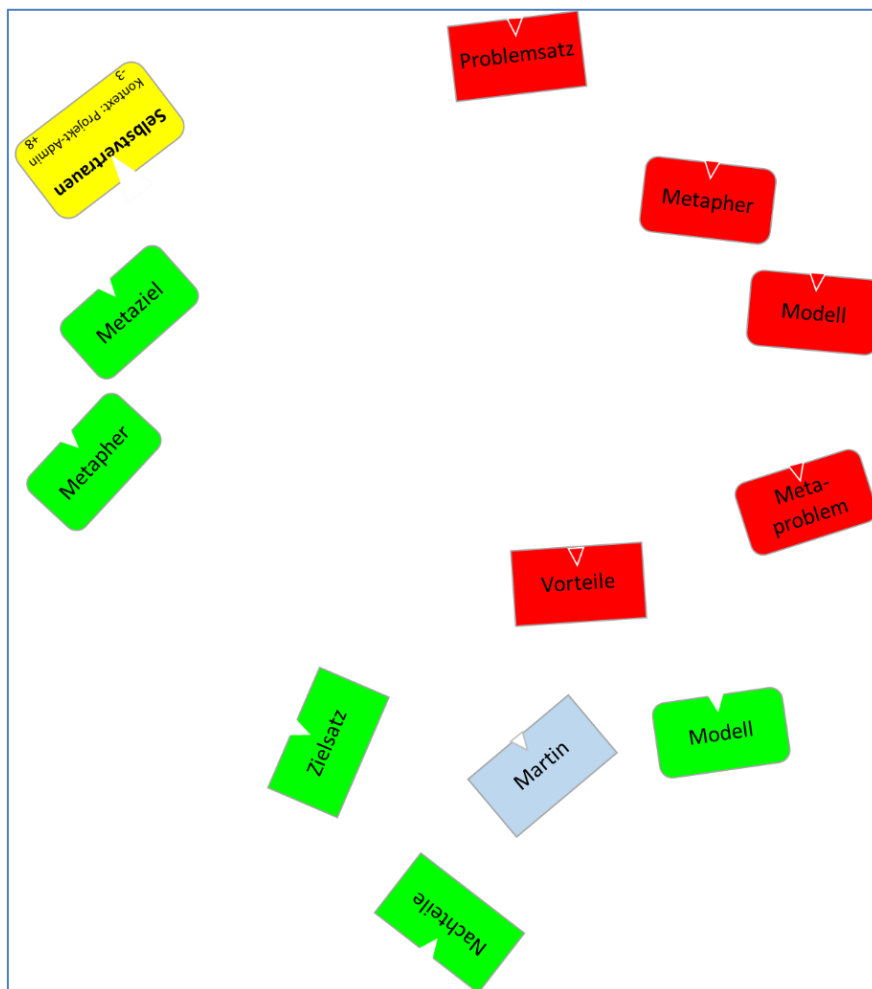 Problemsatz
Selbstvertrauen
Kontext: Projekt-Admin
-3
+8
Metapher
Modell
Metaziel
Metapher
Meta-
problem
Vorteile
Zielsatz
Martin
Modell
Nachteile